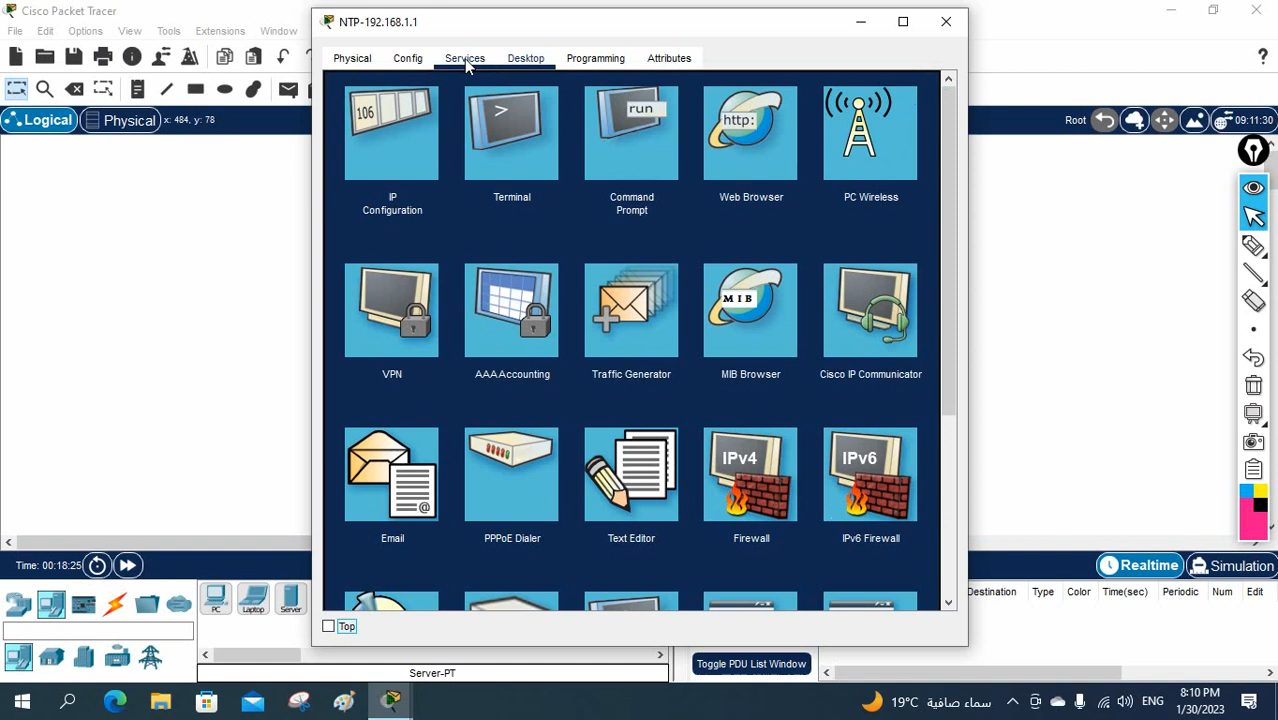 Cisco Packet Tracer
File Edit Options View Tools Extensions Window
Logical Physical x: 484, y: 78
Root 09:11:30
NTP-192.168.1.1
Physical Config Services Desktop Programming Attributes
106
>
run
http:
IP Configuration
Terminal
Command Prompt
Web Browser
PC Wireless
MIB
VPN
AAAAccounting
Traffic Generator
MIB Browser
Cisco IP Communicator
@
IPv4
IPv6
Email
PPPoE Dialer
Text Editor
Firewall
IPv6 Firewall
Top
Time: 00:18:25
Realtime Simulation
PC Laptop Server
Destination Type Color Time(sec) Periodic Num Edit
Server-PT
Toggle PDU List Window
19°C سماء صافية
ENG
8:10 PM
1/30/2023